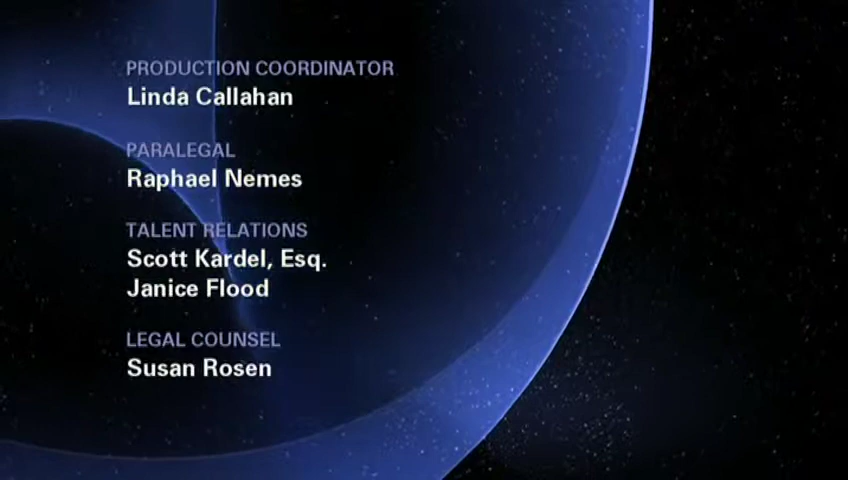 PRODUCTION COORDINATOR
Linda Callahan
PARALEGAL
Raphael Nemes
TALENT RELATIONS
Scott Kardel, Esq.
Janice Flood
LEGAL COUNSEL
Susan Rosen